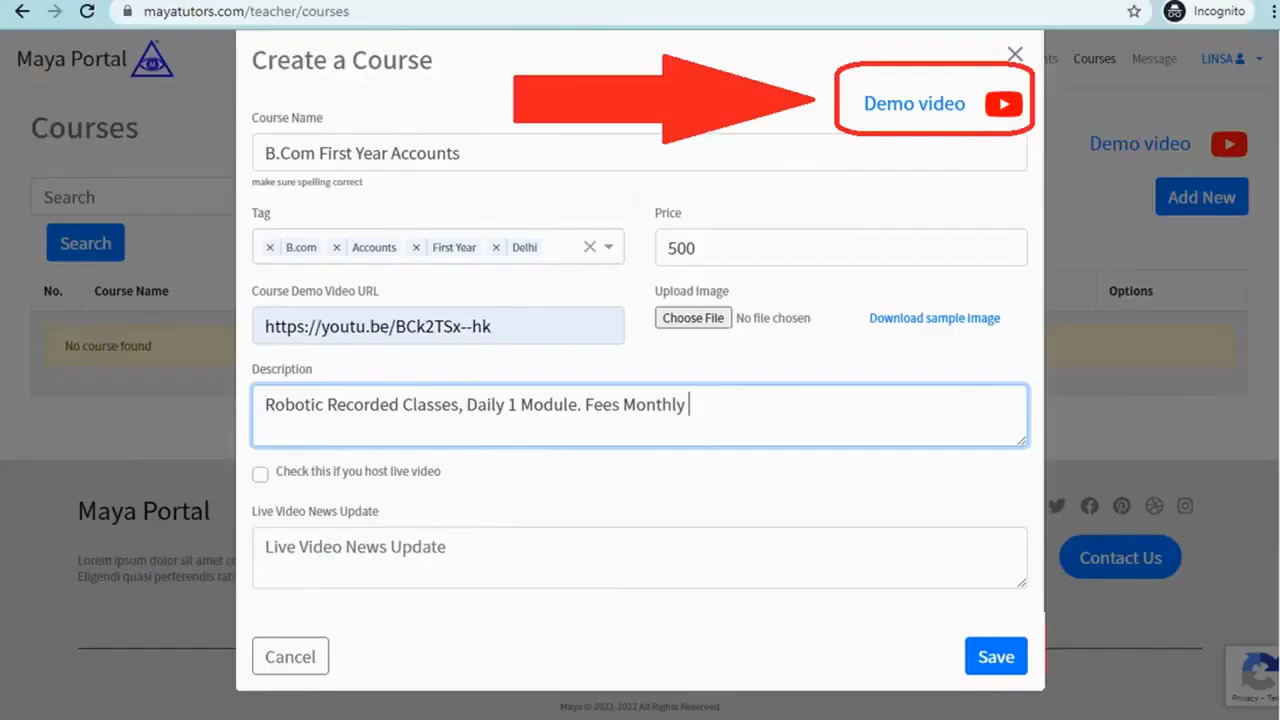 mayatutors.com/teacher/courses
Incognito
Maya Portal
Create a Course
Courses
Message
LINSA
Demo video
Courses
Course Name
Demo video
B.Com First Year Accounts
make sure spelling correct
Search
Add New
Tag
Price
Search
× B.com × Accounts × First Year × Delhi
500
No.
Course Name
Course Demo Video URL
Upload Image
Options
https://youtu.be/BCk2TSx--hk
Choose File No file chosen
Download sample Image
No course found
Description
Robotic Recorded Classes, Daily 1 Module. Fees Monthly
Check this if you host live video
Maya Portal
Live Video News Update
Live Video News Update
Contact Us
Lorem ipsum dolor sit amet
Eligendi quasi perferendis
Cancel
Save
Maya © 2021-2022 All Rights Reserved
Privacy